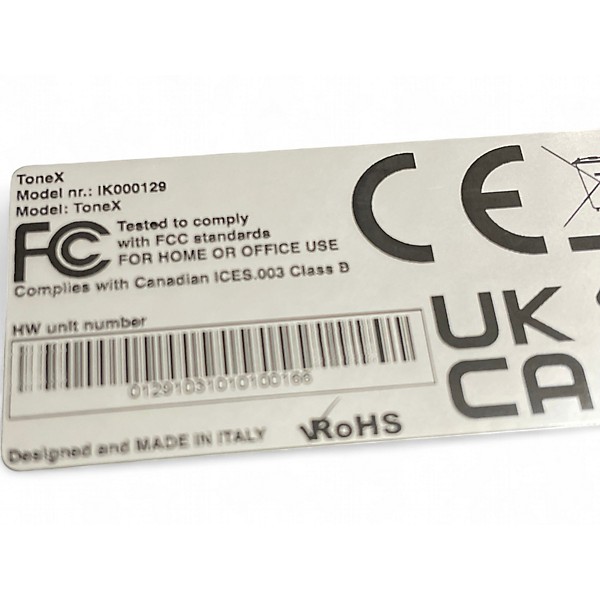 ToneX
Model nr.: IK000129
Model: ToneX
FC Tested to comply
with FCC standards
FOR HOME OR OFFICE USE
Complies with Canadian ICES.003 Class B
CE
HW unit number
01291031010100166
UK
CA
Designed and MADE IN ITALY
RoHS